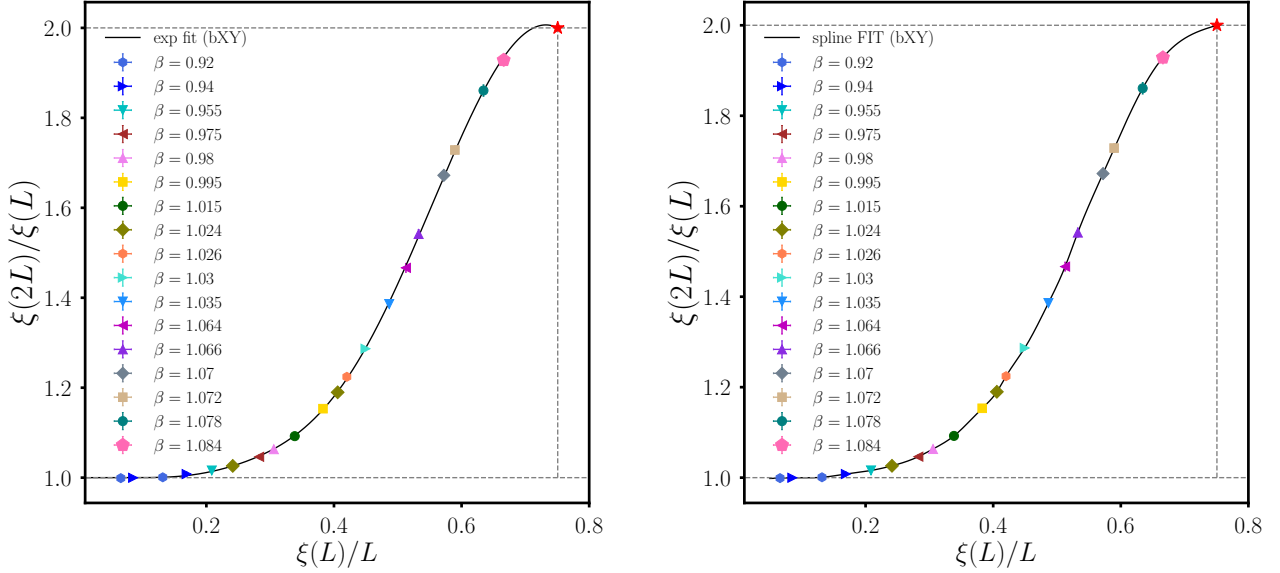 ξ(2L)/ξ(L)
2.0
1.8
1.6
1.4
1.2
1.0
exp fit (bXY)
β = 0.92
β = 0.94
β = 0.955
β = 0.975
β = 0.98
β = 0.995
β = 1.015
β = 1.024
β = 1.026
β = 1.03
β = 1.035
β = 1.064
β = 1.066
β = 1.07
β = 1.072
β = 1.078
β = 1.084
0.2 0.4 0.6 0.8
ξ(L)/L
ξ(2L)/ξ(L)
2.0
1.8
1.6
1.4
1.2
1.0
spline FIT (bXY)
β = 0.92
β = 0.94
β = 0.955
β = 0.975
β = 0.98
β = 0.995
β = 1.015
β = 1.024
β = 1.026
β = 1.03
β = 1.035
β = 1.064
β = 1.066
β = 1.07
β = 1.072
β = 1.078
β = 1.084
0.2 0.4 0.6 0.8
ξ(L)/L